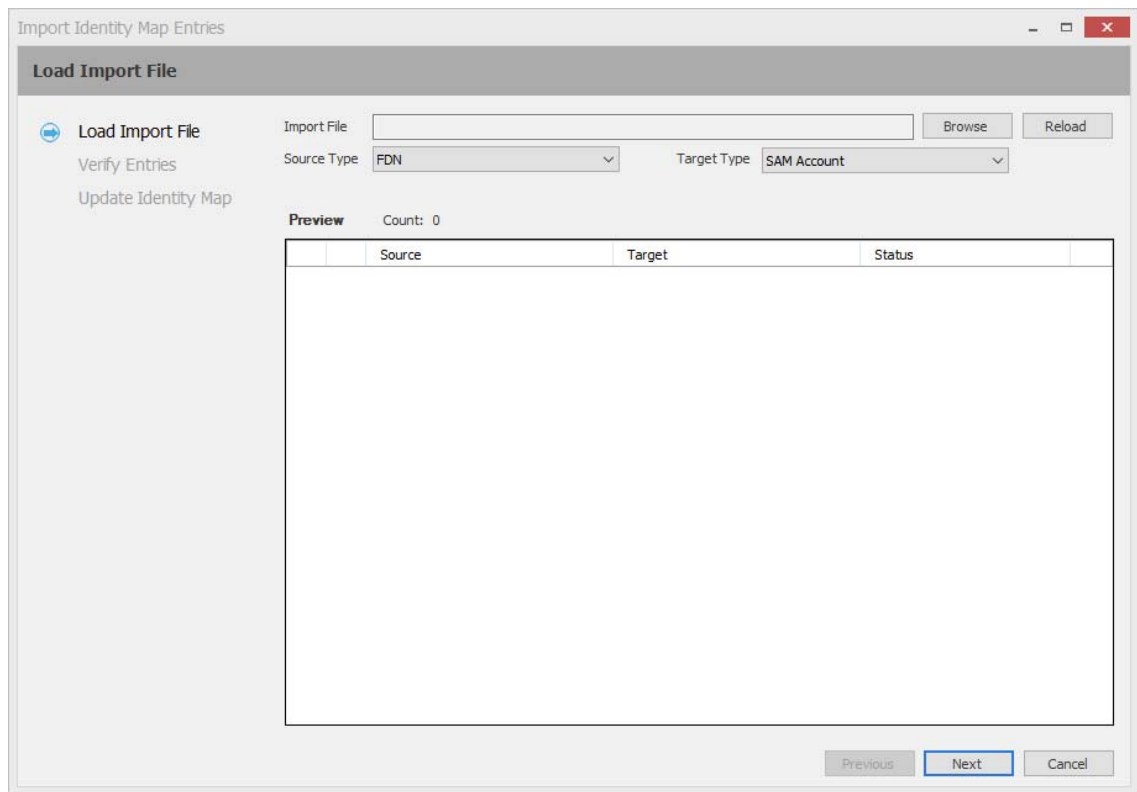 Import Identity Map Entries
Load Import File
Load Import File
Verify Entries
Update Identity Map
Import File
Browse
Reload
Source Type
FDN
Target Type
SAM Account
Preview
Count: 0
Source
Target
Status
Previous
Next
Cancel